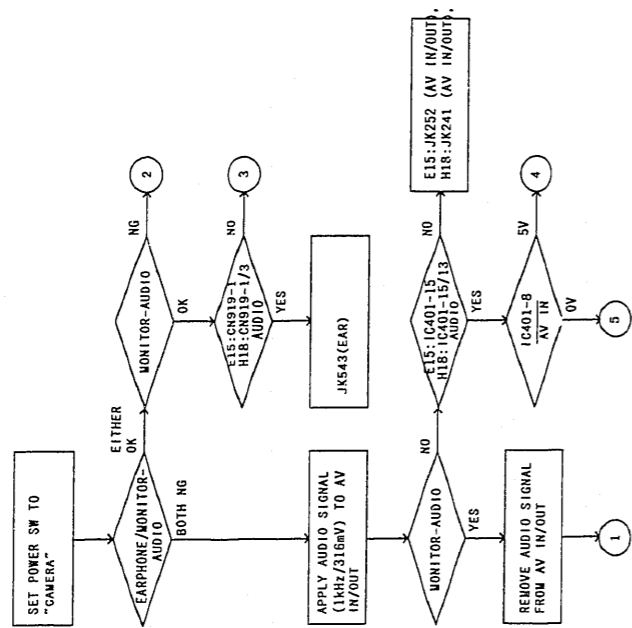 SET POWER SW TO
"CAMERA"
EARPHONE/MONITOR-
AUDIO
EITHER
OK
BOTH NG
MONITOR-AUDIO
NG
2
OK
E15:CN919-1
H18:CN919-1/3
AUDIO
NO
3
YES
JK543(EAR)
APPLY AUDIO SIGNAL
(1kHz/316mV) TO AV
IN/OUT
MONITOR-AUDIO
NO
YES
E15:IC401-15
H18:IC401-15/13
AUDIO
NO
E15:JK252 (AV IN/OUT),
H18:JK241 (AV IN/OUT),
YES
IC401-8
AV IN
5V
4
0V
5
REMOVE AUDIO SIGNAL
FROM AV IN/OUT
1